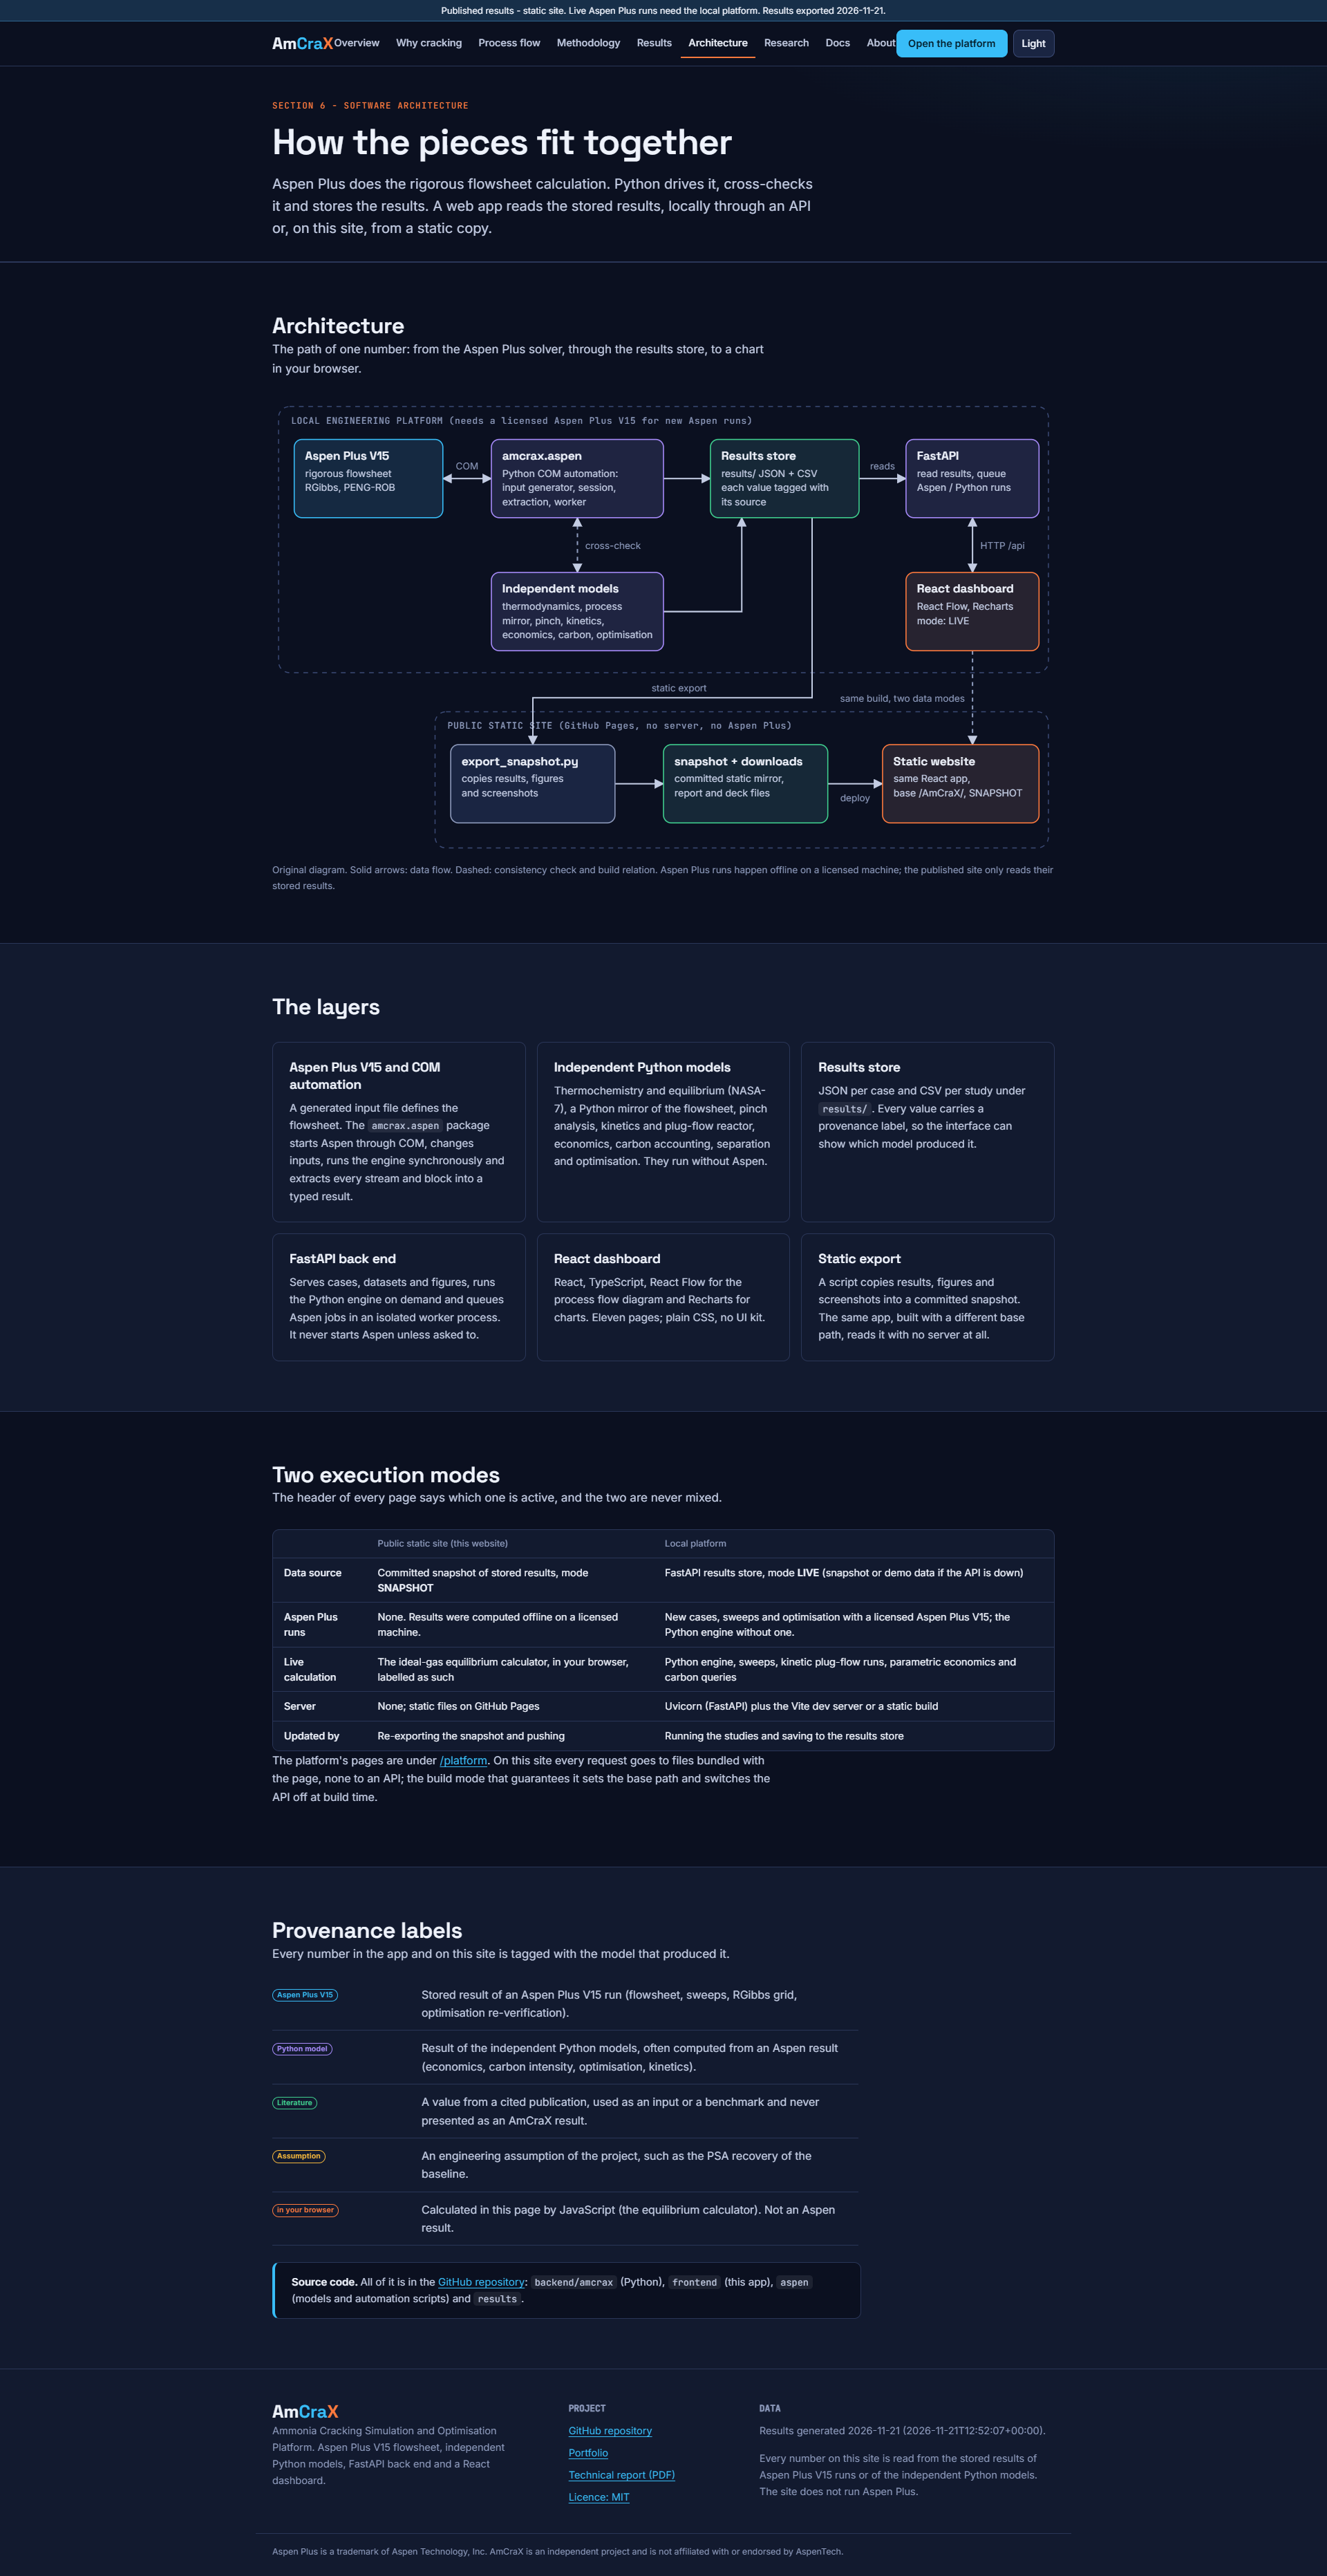 Published results - static site. Live Aspen Plus runs need the local platform. Results exported 2026-11-21.
AmCraX Overview Why cracking Process flow Methodology Results Architecture Research Docs About Open the platform Light
SECTION 6 - SOFTWARE ARCHITECTURE
How the pieces fit together
Aspen Plus does the rigorous flowsheet calculation. Python drives it, cross-checks
it and stores the results. A web app reads the stored results, locally through an API
or, on this site, from a static copy.
Architecture
The path of one number: from the Aspen Plus solver, through the results store, to a chart
in your browser.
LOCAL ENGINEERING PLATFORM (needs a licensed Aspen Plus V15 for new Aspen runs)
Aspen Plus V15
rigorous flowsheet
RGibbs, PENG-ROB
COM
amcrax.aspen
Python COM automation:
input generator, session,
extraction, worker
Results store
results/ JSON + CSV
each value tagged with
its source
reads
FastAPI
read results, queue
Aspen / Python runs
cross-check
HTTP /api
Independent models
thermodynamics, process
mirror, pinch, kinetics,
economics, carbon, optimisation
React dashboard
React Flow, Recharts
mode: LIVE
static export
same build, two data modes
PUBLIC STATIC SITE (GitHub Pages, no server, no Aspen Plus)
export_snapshot.py
copies results, figures
and screenshots
snapshot + downloads
committed static mirror,
report and deck files
deploy
Static website
same React app,
base /AmCraX/, SNAPSHOT
Original diagram. Solid arrows: data flow. Dashed: consistency check and build relation. Aspen Plus runs happen offline on a licensed machine; the published site only reads their
stored results.
The layers
Aspen Plus V15 and COM
automation
A generated input file defines the
flowsheet. The amcrax.aspen package
starts Aspen through COM, changes
inputs, runs the engine synchronously and
extracts every stream and block into a
typed result.
Independent Python models
Thermochemistry and equilibrium (NASA-
7), a Python mirror of the flowsheet, pinch
analysis, kinetics and plug-flow reactor,
economics, carbon accounting, separation
and optimisation. They run without Aspen.
Results store
JSON per case and CSV per study under
results/. Every value carries a
provenance label, so the interface can
show which model produced it.
FastAPI back end
Serves cases, datasets and figures, runs
the Python engine on demand and queues
Aspen jobs in an isolated worker process.
It never starts Aspen unless asked to.
React dashboard
React, TypeScript, React Flow for the
process flow diagram and Recharts for
charts. Eleven pages; plain CSS, no UI kit.
Static export
A script copies results, figures and
screenshots into a committed snapshot.
The same app, built with a different base
path, reads it with no server at all.
Two execution modes
The header of every page says which one is active, and the two are never mixed.
Public static site (this website) Local platform
Data source
Committed snapshot of stored results, mode
SNAPSHOT
FastAPI results store, mode LIVE (snapshot or demo data if the API is down)
Aspen Plus
runs
None. Results were computed offline on a licensed
machine.
New cases, sweeps and optimisation with a licensed Aspen Plus V15; the
Python engine without one.
Live
calculation
The ideal-gas equilibrium calculator, in your browser,
labelled as such
Python engine, sweeps, kinetic plug-flow runs, parametric economics and
carbon queries
Server None; static files on GitHub Pages Uvicorn (FastAPI) plus the Vite dev server or a static build
Updated by Re-exporting the snapshot and pushing Running the studies and saving to the results store
The platform's pages are under /platform. On this site every request goes to files bundled with
the page, none to an API; the build mode that guarantees it sets the base path and switches the
API off at build time.
Provenance labels
Every number in the app and on this site is tagged with the model that produced it.
Aspen Plus V15
Stored result of an Aspen Plus V15 run (flowsheet, sweeps, RGibbs grid,
optimisation re-verification).
Python model
Result of the independent Python models, often computed from an Aspen result
(economics, carbon intensity, optimisation, kinetics).
Literature
A value from a cited publication, used as an input or a benchmark and never
presented as an AmCraX result.
Assumption
An engineering assumption of the project, such as the PSA recovery of the
baseline.
in your browser
Calculated in this page by JavaScript (the equilibrium calculator). Not an Aspen
result.
Source code. All of it is in the GitHub repository: backend/amcrax (Python), frontend (this app), aspen
(models and automation scripts) and results.
AmCraX
Ammonia Cracking Simulation and Optimisation
Platform. Aspen Plus V15 flowsheet, independent
Python models, FastAPI back end and a React
dashboard.
PROJECT
GitHub repository
Portfolio
Technical report (PDF)
Licence: MIT
DATA
Results generated 2026-11-21 (2026-11-21T12:52:07+00:00).
Every number on this site is read from the stored results of
Aspen Plus V15 runs or of the independent Python models.
The site does not run Aspen Plus.
Aspen Plus is a trademark of Aspen Technology, Inc. AmCraX is an independent project and is not affiliated with or endorsed by AspenTech.